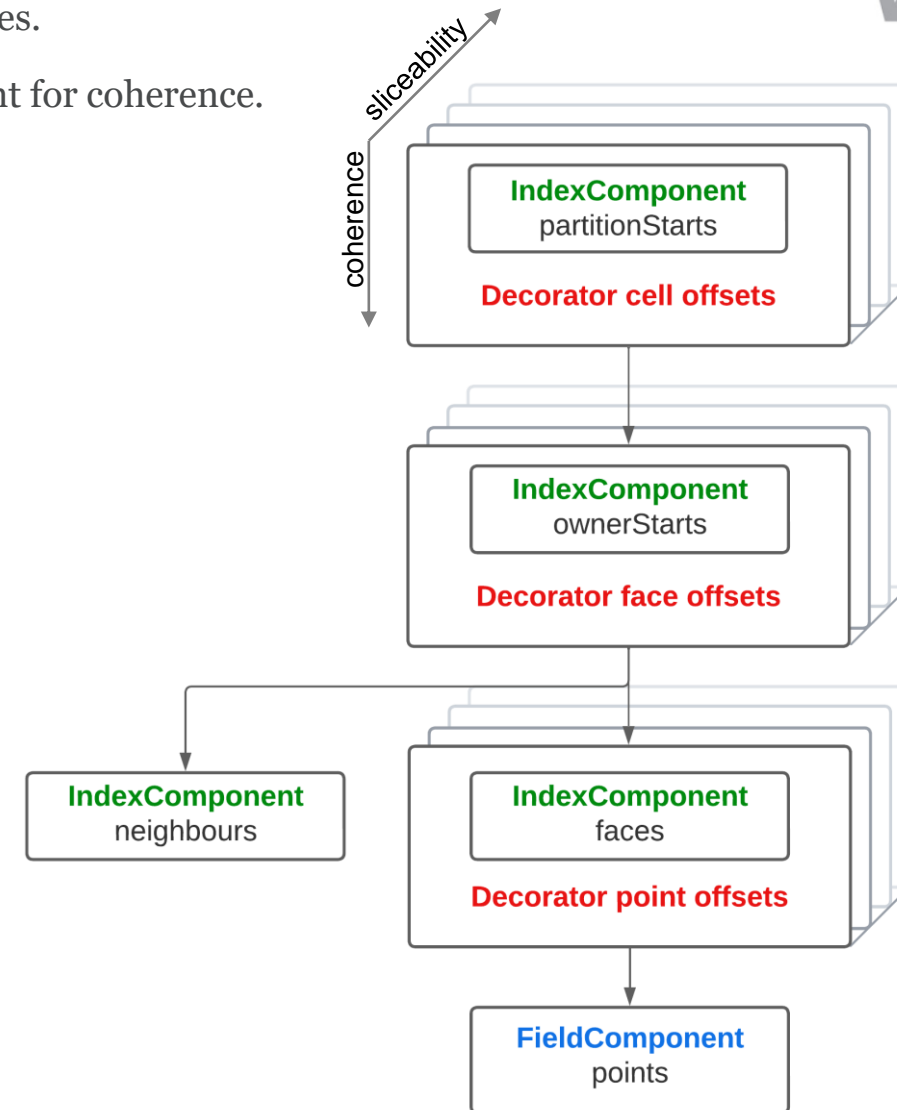 es.
nt for coherence.
sliceability
coherence
IndexComponent
partitionStarts
Decorator cell offsets
IndexComponent
ownerStarts
Decorator face offsets
IndexComponent
neighbours
IndexComponent
faces
Decorator point offsets
FieldComponent
points